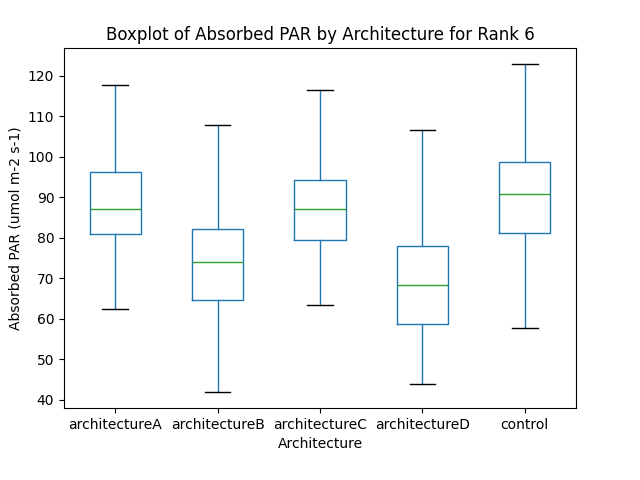 Boxplot of Absorbed PAR by Architecture for Rank 6
Absorbed PAR (umol m-2 s-1)
120
110
100
90
80
70
60
50
40
architectureA architectureB architectureC architectureD control
Architecture